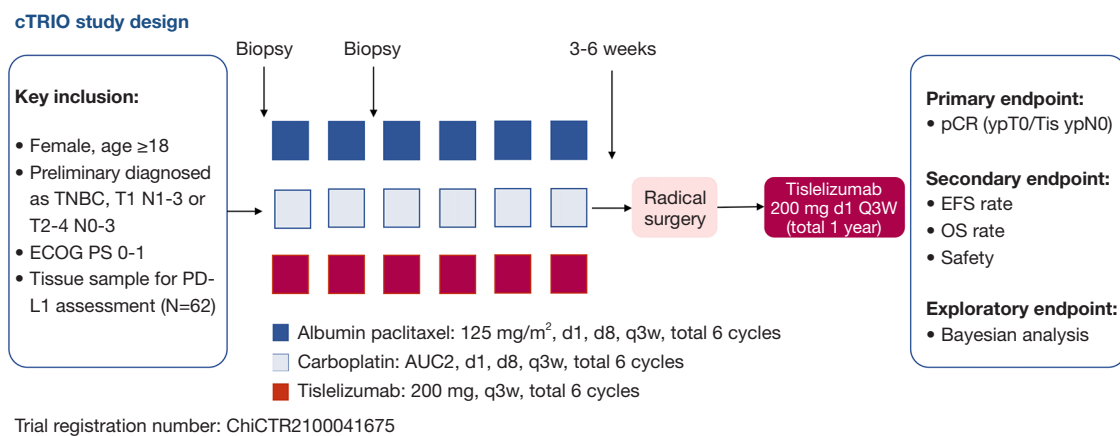 cTRIO study design
Biopsy
Biopsy
3-6 weeks
Key inclusion:
• Female, age ≥18
• Preliminary diagnosed
as TNBC, T1 N1-3 or
T2-4 N0-3
• ECOG PS 0-1
• Tissue sample for PD-
L1 assessment (N=62)
Radical
surgery
Tislelizumab
200 mg d1 Q3W
(total 1 year)
Primary endpoint:
• pCR (ypT0/Tis ypN0)
Secondary endpoint:
• EFS rate
• OS rate
• Safety
Exploratory endpoint:
• Bayesian analysis
Albumin paclitaxel: 125 mg/m², d1, d8, q3w, total 6 cycles
Carboplatin: AUC2, d1, d8, q3w, total 6 cycles
Tislelizumab: 200 mg, q3w, total 6 cycles
Trial registration number: ChiCTR2100041675